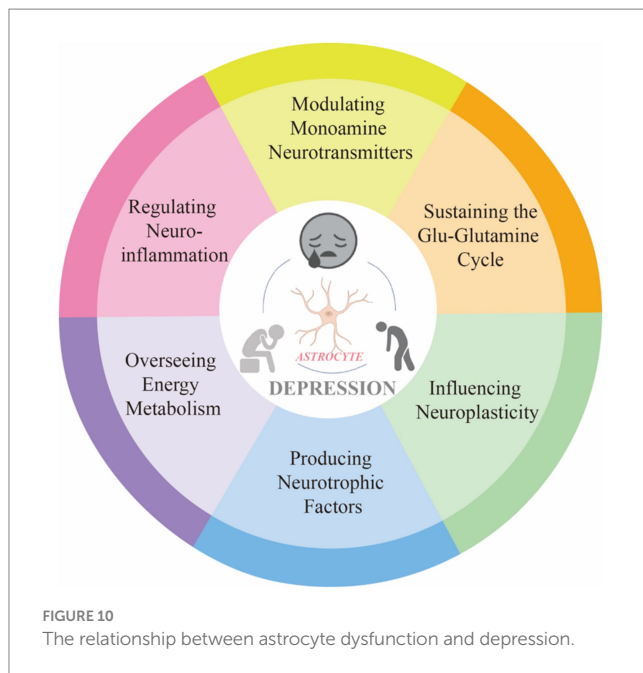 Modulating
Monoamine
Neurotransmitters
Sustaining the
Glu-Glutamine
Cycle
Influencing
Neuroplasticity
Producing
Neurotrophic
Factors
Overseeing
Energy
Metabolism
Regulating
Neuro-
inflammation
ASTROCYTE
DEPRESSION
FIGURE 10
The relationship between astrocyte dysfunction and depression.